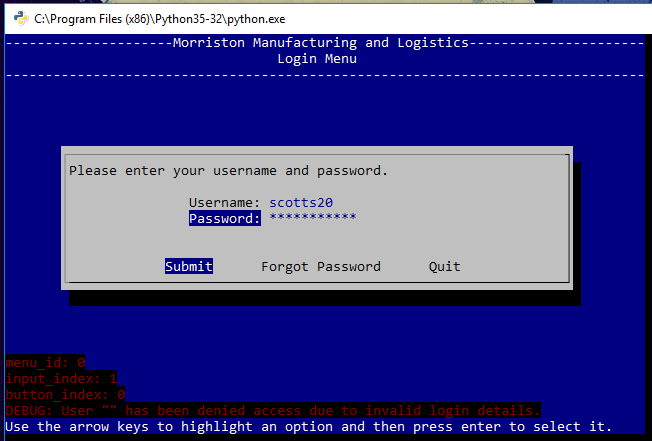 C:\Program Files (x86)\Python35-32\python.exe
---------------------Morriston Manufacturing and Logistics----------------------
Login Menu
--------------------------------------------------------------------------------
Please enter your username and password.
Username: scotts20
Password: ***********
Submit Forgot Password Quit
menu_id: 0
input_index: 1
button_index: 0
DEBUG: User "" has been denied access due to invalid login details.
Use the arrow keys to highlight an option and then press enter to select it.